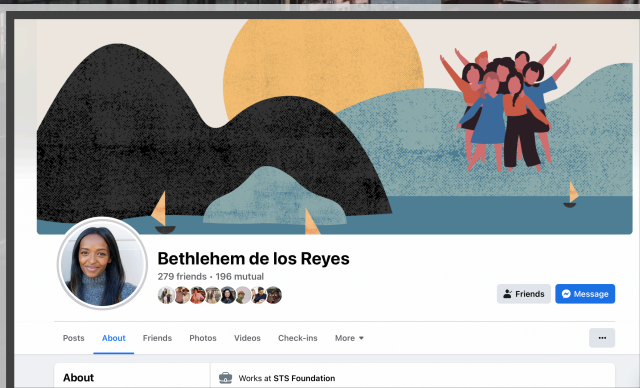 Bethlehem de los Reyes
279 friends · 196 mutual
Friends
Message
Posts
About
Friends
Photos
Videos
Check-ins
More
About
Works at STS Foundation